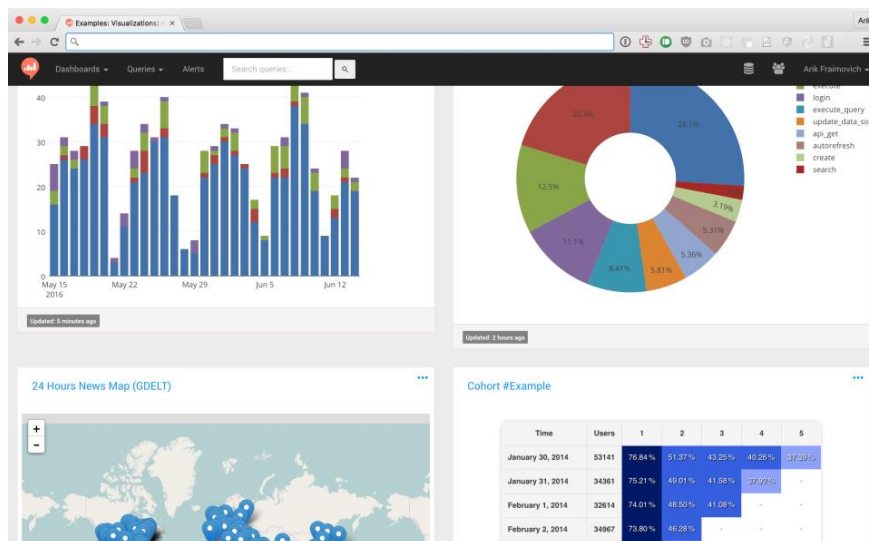 Examples: Visualizations
Arik
Dashboards
Queries
Alerts
Search queries...
Arik Fraimovich
40
30
20
10
0
May 15
2016
May 22
May 29
Jun 5
Jun 12
Updated: 5 minutes ago
execute
login
execute_query
update_data_so
api_get
autorefresh
create
search
26.1%
20.3%
12.5%
11.1%
8.41%
5.81%
5.36%
5.31%
3.19%
Updated: 2 hours ago
24 Hours News Map (GDELT)
+
-
Cohort #Example
Time Users 1 2 3 4 5
January 30, 2014 53141 76.84% 51.37% 43.25% 40.26% 37.39%
January 31, 2014 34361 75.21% 49.01% 41.58% 37.92% -
February 1, 2014 32614 74.01% 48.50% 41.08% - -
February 2, 2014 34967 73.80% 46.28% - - -